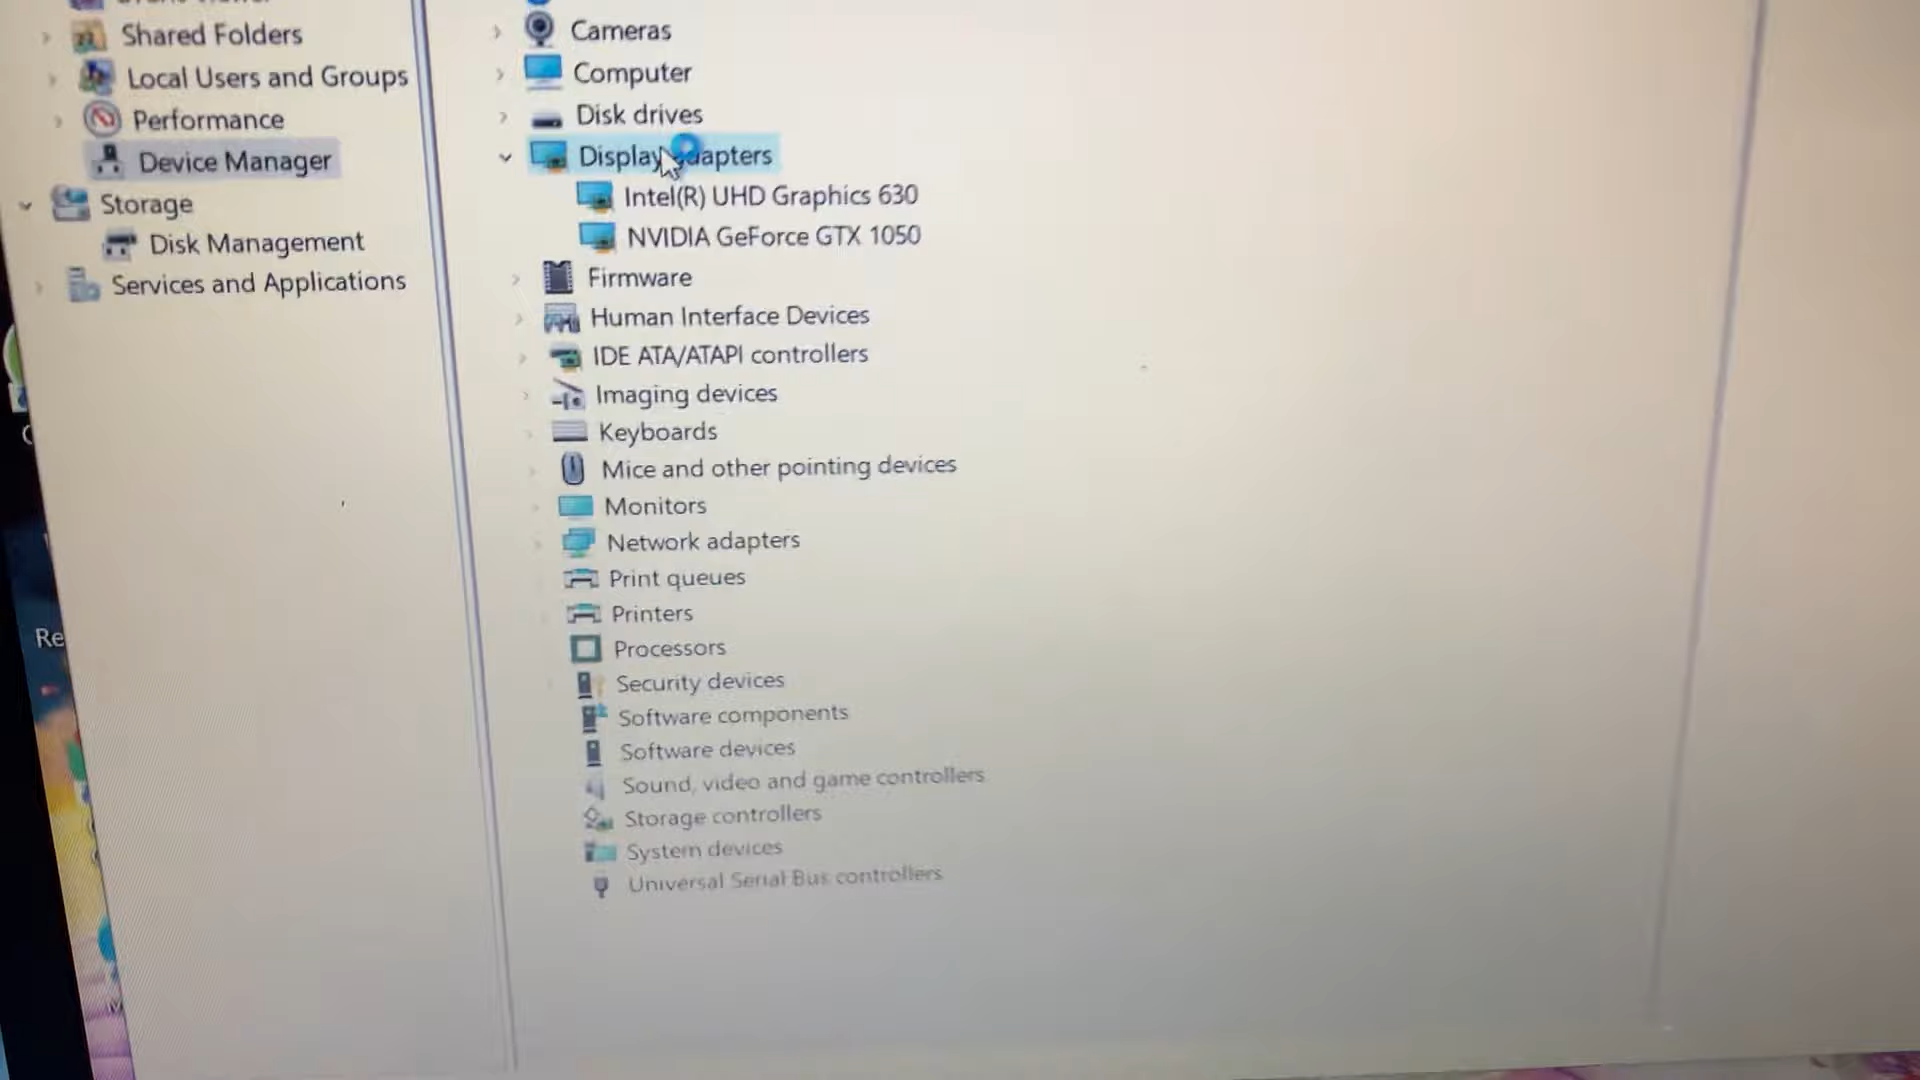 Shared Folders
Local Users and Groups
Performance
Device Manager
Storage
Disk Management
Services and Applications
Cameras
Computer
Disk drives
Display adapters
Intel(R) UHD Graphics 630
NVIDIA GeForce GTX 1050
Firmware
Human Interface Devices
IDE ATA/ATAPI controllers
Imaging devices
Keyboards
Mice and other pointing devices
Monitors
Network adapters
Print queues
Printers
Processors
Security devices
Software components
Software devices
Sound, video and game controllers
Storage controllers
System devices
Universal Serial Bus controllers
Re